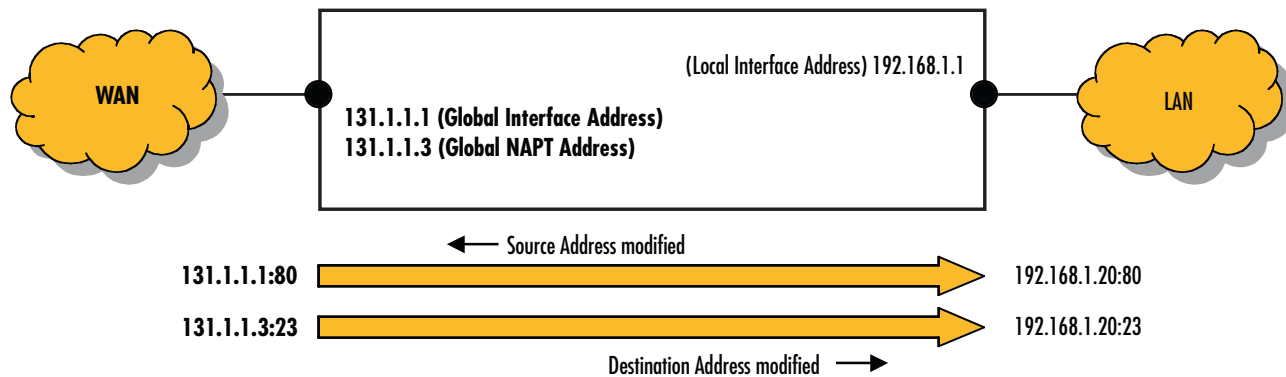 (Local Interface Address) 192.168.1.1
WAN
LAN
131.1.1.1 (Global Interface Address)
131.1.1.3 (Global NAPT Address)
Source Address modified
131.1.1.1:80
192.168.1.20:80
131.1.1.3:23
192.168.1.20:23
Destination Address modified